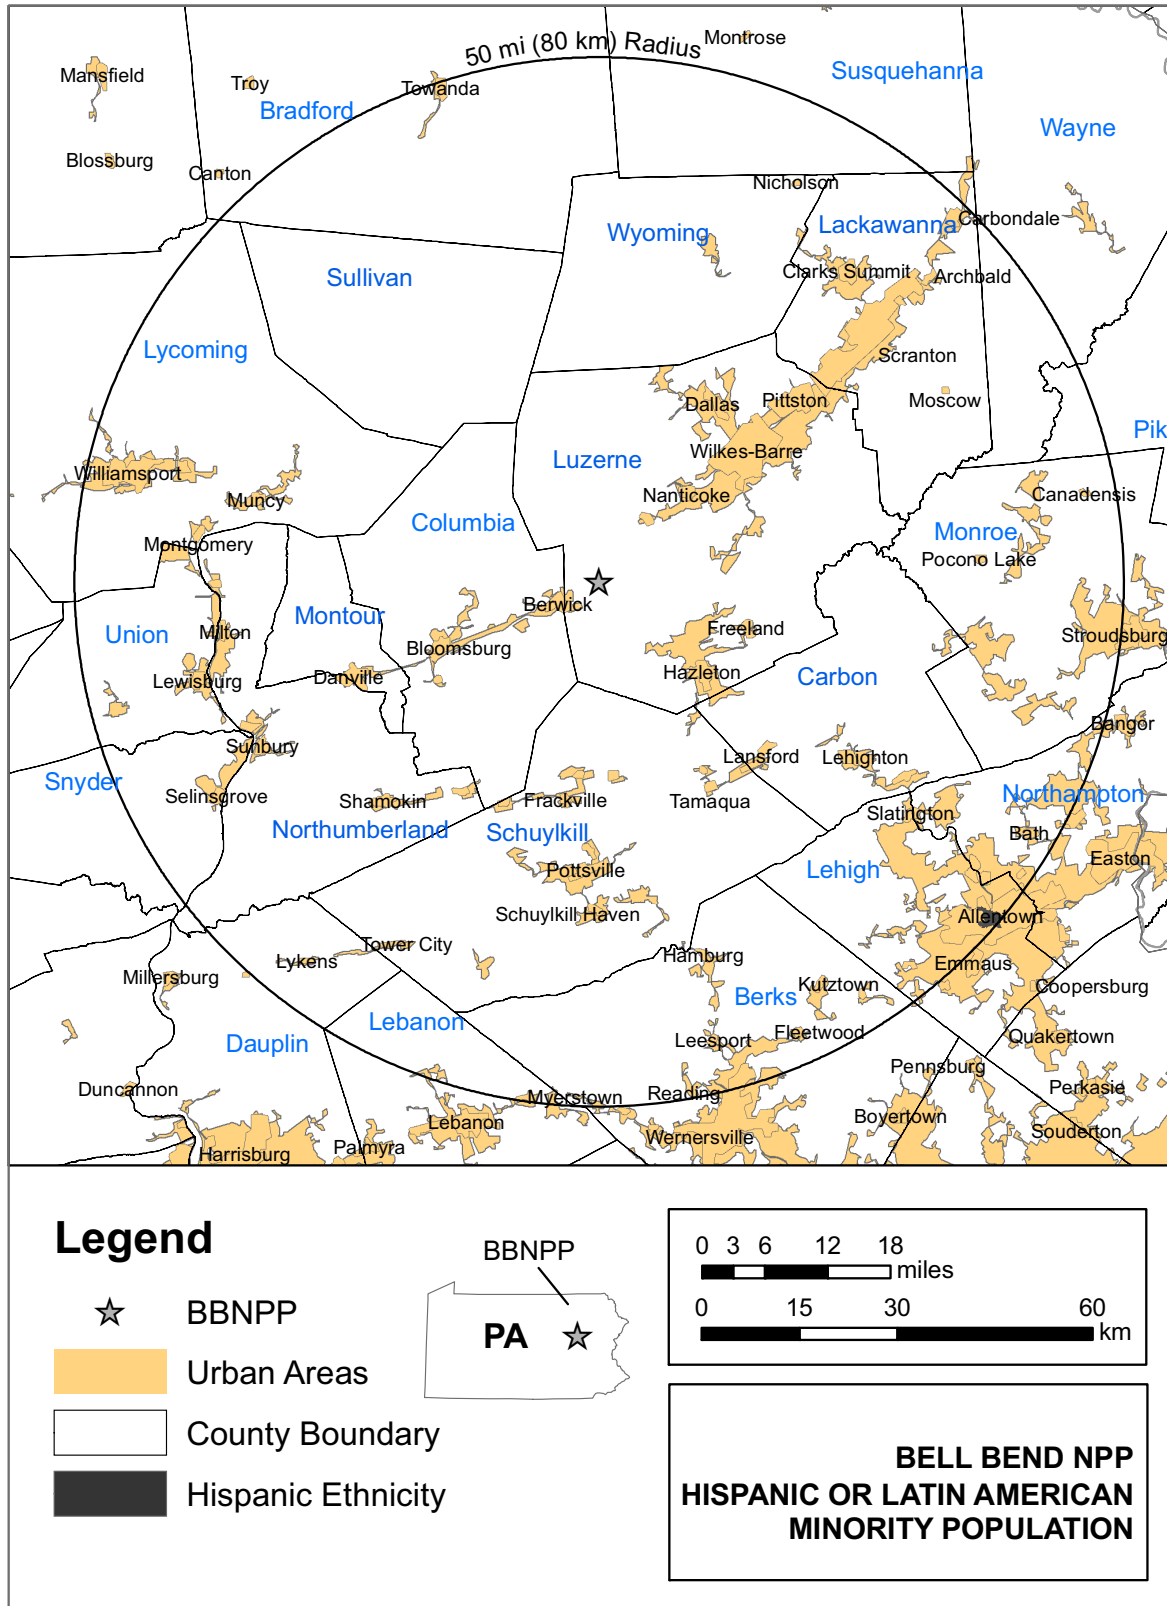 50 mi (80 km) Radius
Montrose
Susquehanna
Mansfield
Troy
Towanda
Bradford
Wayne
Blossburg
Canton
Nicholson
Wyoming
Lackawanna
Carbondale
Sullivan
Clarks Summit
Archbald
Lycoming
Scranton
Dallas
Pittston
Moscow
Pik
Williamsport
Luzerne
Wilkes-Barre
Muncy
Nanticoke
Canadensis
Columbia
Monroe
Montgomery
Pocono Lake
Berwick
Montour
Union
Milton
Freeland
Stroudsburg
Bloomsburg
Lewisburg
Danville
Hazleton
Carbon
Bangor
Sunbury
Lansford
Lehighton
Snyder
Selinsgrove
Shamokin
Frackville
Tamaqua
Northampton
Slatington
Northumberland
Schuylkill
Bath
Easton
Pottsville
Lehigh
Schuylkill Haven
Allentown
Tower City
Hamburg
Lykens
Emmaus
Millersburg
Kutztown
Coopersburg
Berks
Lebanon
Fleetwood
Dauplin
Leesport
Quakertown
Pennsburg
Duncannon
Myerstown
Reading
Perkasie
Lebanon
Boyertown
Souderton
Wernersville
Palmyra
Harrisburg
Legend
BBNPP
Urban Areas
County Boundary
Hispanic Ethnicity
BBNPP
PA
0 3 6 12 18
miles
0 15 30 60
km
BELL BEND NPP
HISPANIC OR LATIN AMERICAN
MINORITY POPULATION